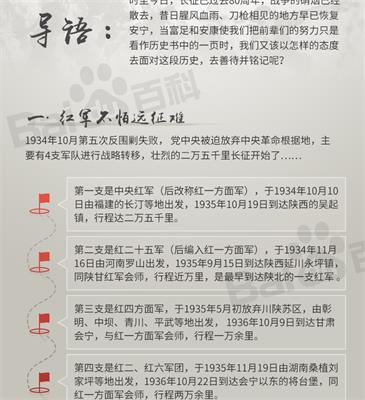 导语：
时至今日，长征已过去80周年，战争的硝烟已经
散去，昔日腥风血雨、刀枪相见的地方早已恢复
安宁，当富足和安康使我们把前辈们的努力只是
看作历史书中的一页时，我们又该以怎样的态度
去面对这段历史，去善待并铭记呢？
一·红军不怕远征难
1934年10月第五次反围剿失败， 党中央被迫放弃中央革命根据地，主
要有4支军队进行战略转移，壮烈的二万五千里长征开始了……
第一支是中央红军（后改称红一方面军），于1934年10月10
日由福建的长汀等地出发，1935年10月19日到达陕西的吴起
镇，行程达二万五千里。
第二支是红二十五军（后编入红一方面军），于1934年11月
16日由河南罗山出发，1935年9月15日到达陕西延川永坪镇，
同陕甘红军会师，行程近万里，是最早到达陕北的一支红军 。
第三支是红四方面军，于1935年5月初放弃川陕苏区，由彰
明、中坝、青川、平武等地出发， 1936年10月9日到达甘肃
会宁，与红一方面军会师，行程一万余里。
第四支是红二、红六军团，于1935年11月19日由湖南桑植刘
家坪等地出发，1936年10月22日到达会宁以东的将台堡，同
红一方面军会师，行程两万余里。
Bai百科
Bai百科